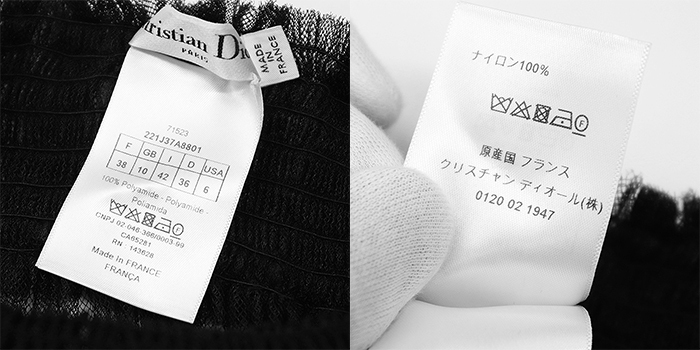 Christian Dior
PARIS
MADE
IN
FRANCE
71523
221J37A8801
F GB I D USA
38 10 42 36 6
100% Polyamide - Polyamide -
Poliamida
CNPJ 02.046.366/0003-99
CA65281
RN 143628
Made in FRANCE
FRANÇA
ナイロン100%
F
原産国 フランス
クリスチャン ディオール(株)
0120 02 1947